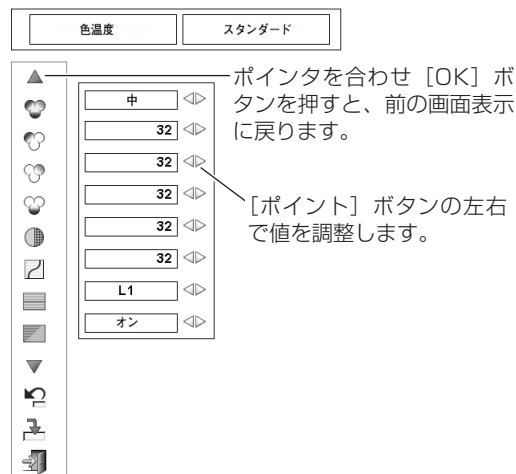 色温度
スタンダード
ポインタを合わせ［OK］ボ
タンを押すと、前の画面表示
に戻ります。
中
32
32
32
32
32
L1
オン
［ポイント］ボタンの左右
で値を調整します。